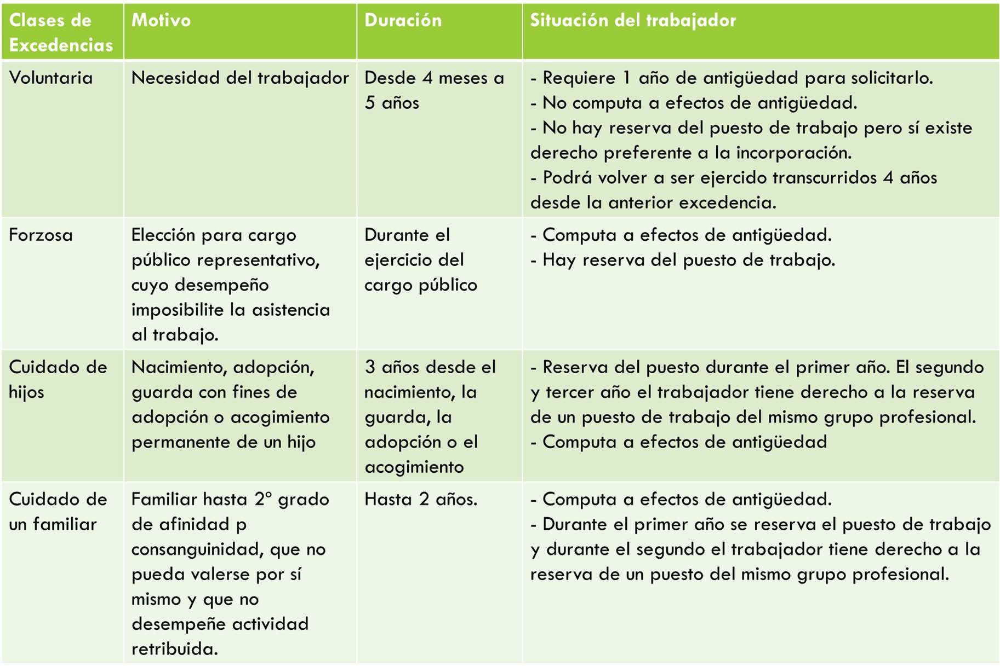 Clases de
Excedencias
Motivo
Duración
Situación del trabajador
Voluntaria
Necesidad del trabajador
Desde 4 meses a
5 años
- Requiere 1 año de antigüedad para solicitarlo.
- No computa a efectos de antigüedad.
- No hay reserva del puesto de trabajo pero sí existe
derecho preferente a la incorporación.
- Podrá volver a ser ejercido transcurridos 4 años
desde la anterior excedencia.
Forzosa
Elección para cargo
público representativo,
cuyo desempeño
imposibilite la asistencia
al trabajo.
Durante el
ejercicio del
cargo público
- Computa a efectos de antigüedad.
- Hay reserva del puesto de trabajo.
Cuidado de
hijos
Nacimiento, adopción,
guarda con fines de
adopción o acogimiento
permanente de un hijo
3 años desde el
nacimiento, la
guarda, la
adopción o el
acogimiento
- Reserva del puesto durante el primer año. El segundo
y tercer año el trabajador tiene derecho a la reserva
de un puesto de trabajo del mismo grupo profesional.
- Computa a efectos de antigüedad
Cuidado de
un familiar
Familiar hasta 2º grado
de afinidad p
consanguinidad, que no
pueda valerse por sí
mismo y que no
desempeñe actividad
retribuida.
Hasta 2 años.
- Computa a efectos de antigüedad.
- Durante el primer año se reserva el puesto de trabajo
y durante el segundo el trabajador tiene derecho a la
reserva de un puesto del mismo grupo profesional.